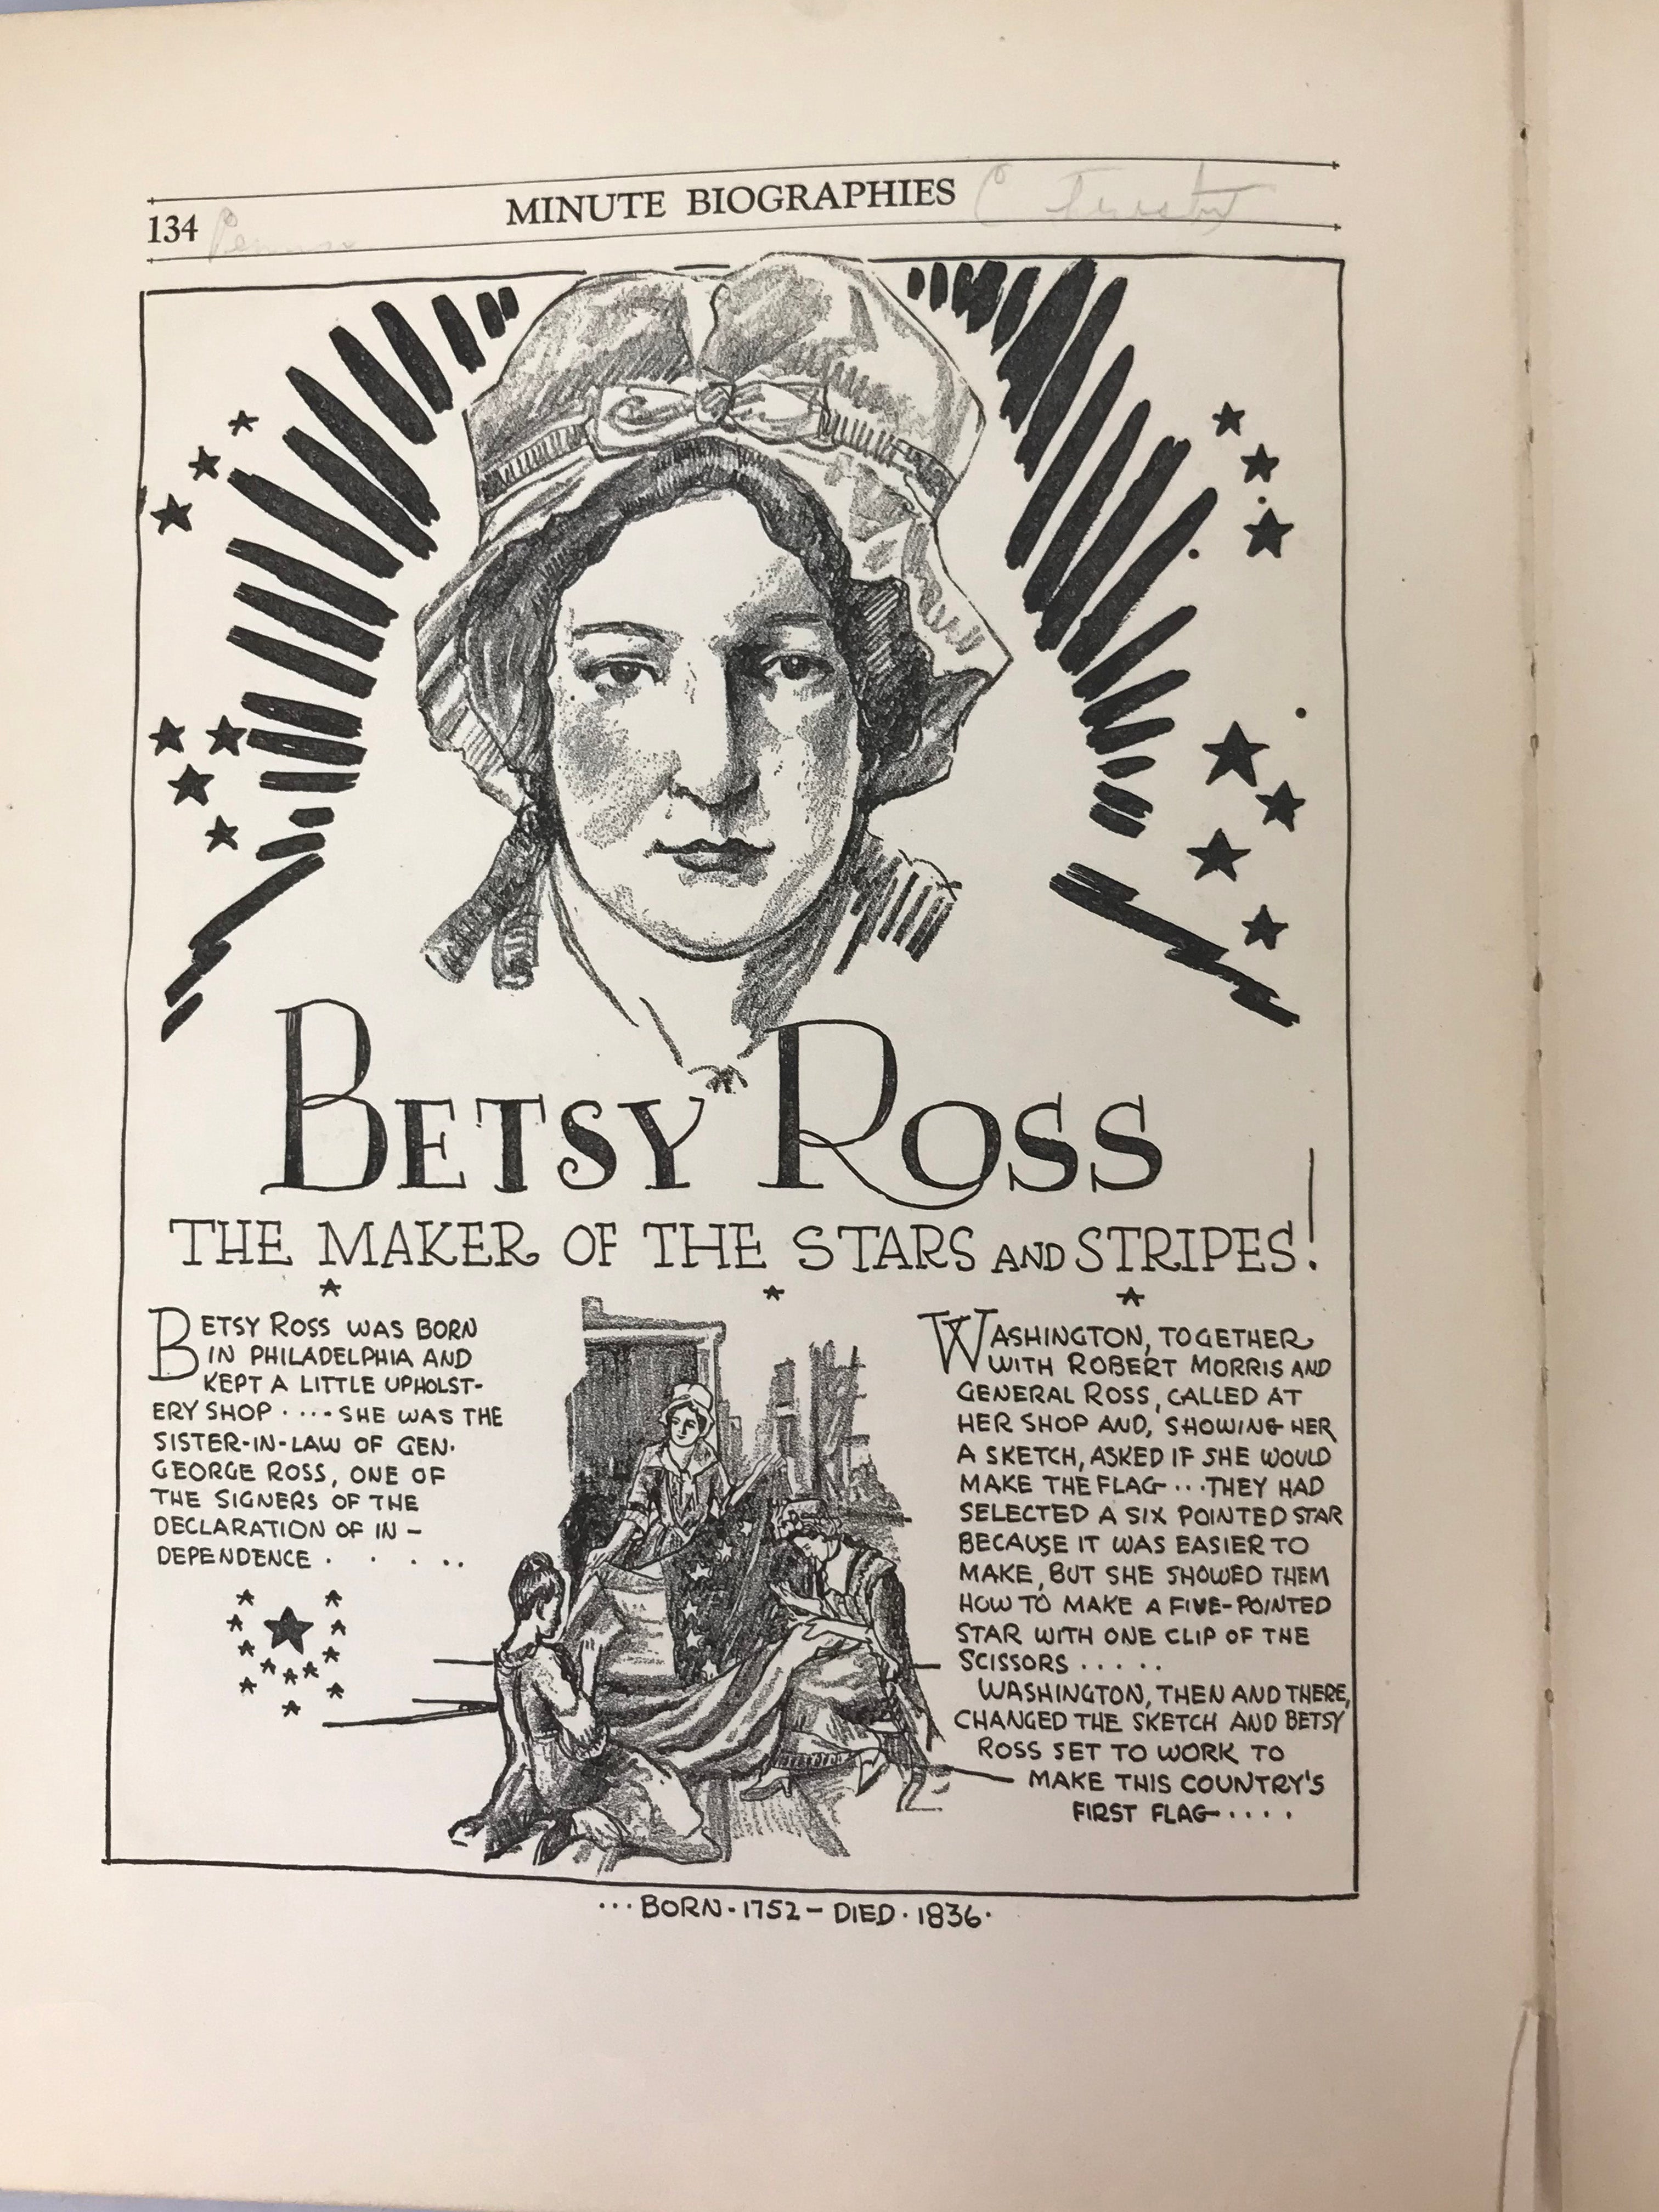 134
MINUTE BIOGRAPHIES
BETSY ROSS
THE MAKER OF THE STARS AND STRIPES!
BETSY ROSS WAS BORN
IN PHILADELPHIA AND
KEPT A LITTLE UPHOLST-
ERY SHOP ····· SHE WAS THE
SISTER-IN-LAW OF GEN.
GEORGE ROSS, ONE OF
THE SIGNERS OF THE
DECLARATION OF IN-
DEPENDENCE · · · ··
WASHINGTON, TOGETHER
WITH ROBERT MORRIS AND
GENERAL ROSS, CALLED AT
HER SHOP AND, SHOWING HER
A SKETCH, ASKED IF SHE WOULD
MAKE THE FLAG ··· THEY HAD
SELECTED A SIX POINTED STAR
BECAUSE IT WAS EASIER TO
MAKE, BUT SHE SHOWED THEM
HOW TO MAKE A FIVE-POINTED
STAR WITH ONE CLIP OF THE
SCISSORS ·····
WASHINGTON, THEN AND THERE,
CHANGED THE SKETCH AND BETSY
ROSS SET TO WORK TO
MAKE THIS COUNTRY'S
FIRST FLAG ····
···BORN·1752–DIED·1836·